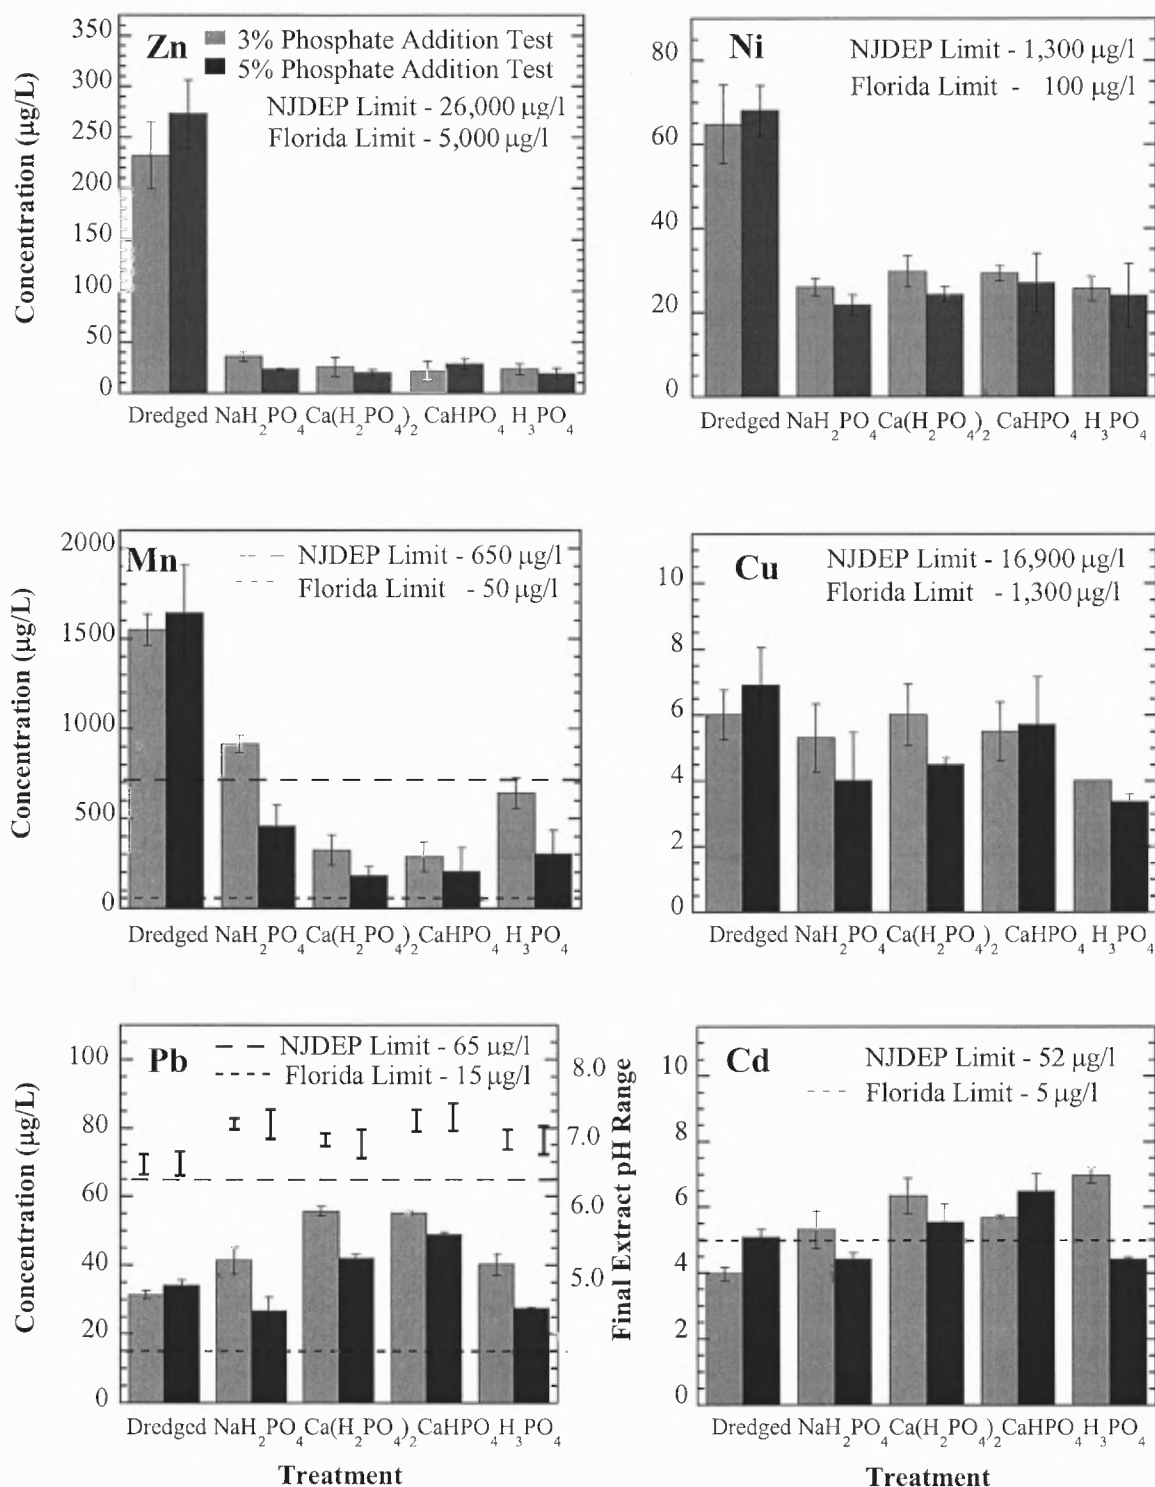 Zn
3% Phosphate Addition Test
5% Phosphate Addition Test
NJDEP Limit - 26,000 µg/l
Florida Limit - 5,000 µg/l
Concentration (µg/L)
350
300
250
200
150
100
50
0
Dredged NaH2PO4 Ca(H2PO4)2 CaHPO4 H3PO4
Ni
NJDEP Limit - 1,300 µg/l
Florida Limit - 100 µg/l
80
60
40
20
0
Dredged NaH2PO4 Ca(H2PO4)2 CaHPO4 H3PO4
Mn
NJDEP Limit - 650 µg/l
Florida Limit - 50 µg/l
Concentration (µg/L)
2000
1500
1000
500
0
Dredged NaH2PO4 Ca(H2PO4)2 CaHPO4 H3PO4
Cu
NJDEP Limit - 16,900 µg/l
Florida Limit - 1,300 µg/l
10
8
6
4
2
0
Dredged NaH2PO4 Ca(H2PO4)2 CaHPO4 H3PO4
Pb
NJDEP Limit - 65 µg/l
Florida Limit - 15 µg/l
Concentration (µg/L)
100
80
60
40
20
0
8.0
7.0
6.0
5.0
Final Extract pH Range
Dredged NaH2PO4 Ca(H2PO4)2 CaHPO4 H3PO4
Treatment
Cd
NJDEP Limit - 52 µg/l
Florida Limit - 5 µg/l
10
8
6
4
2
0
Dredged NaH2PO4 Ca(H2PO4)2 CaHPO4 H3PO4
Treatment